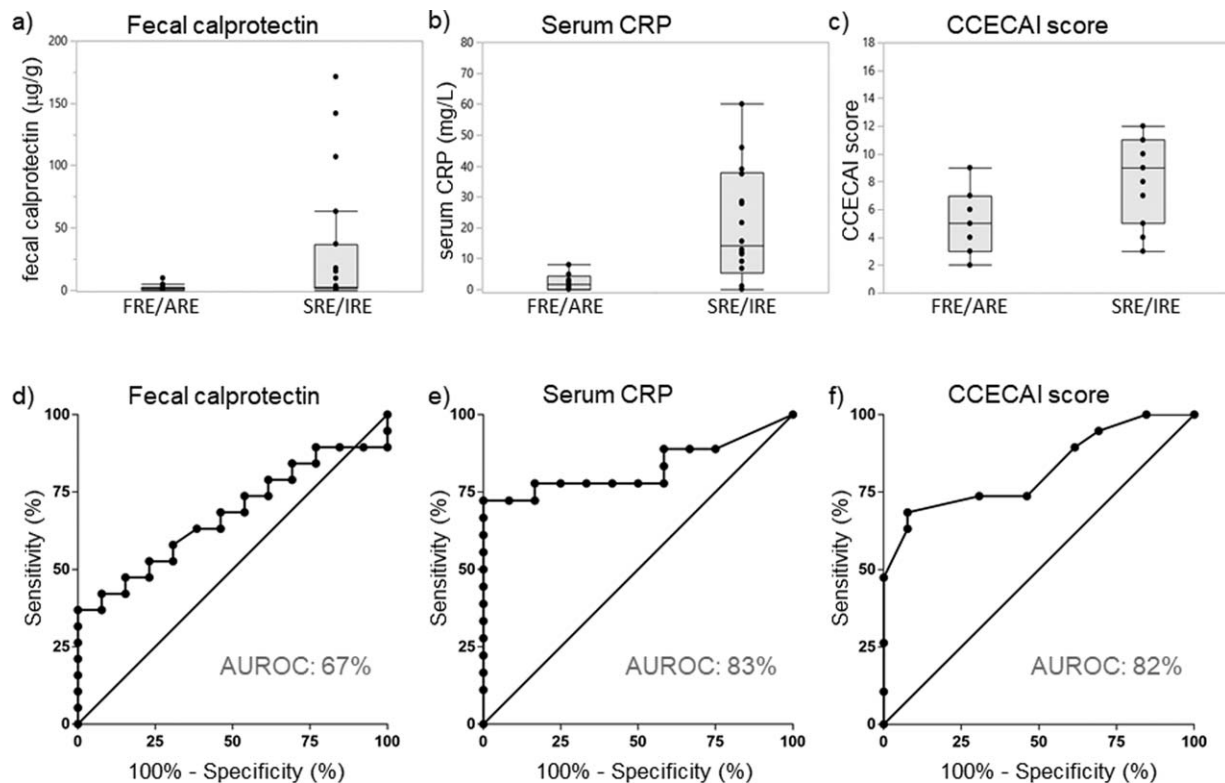 a) Fecal calprotectin
fecal calprotectin (µg/g)
200
150
100
50
0
FRE/ARE SRE/IRE
b) Serum CRP
serum CRP (mg/L)
80
70
60
50
40
30
20
10
0
FRE/ARE SRE/IRE
c) CCECAI score
CCECAI score
18
16
14
12
10
8
6
4
2
0
FRE/ARE SRE/IRE
d) Fecal calprotectin
Sensitivity (%)
100
75
50
25
0
AUROC: 67%
0 25 50 75 100
100% - Specificity (%)
e) Serum CRP
Sensitivity (%)
100
75
50
25
0
AUROC: 83%
0 25 50 75 100
100% - Specificity (%)
f) CCECAI score
Sensitivity (%)
100
75
50
25
0
AUROC: 82%
0 25 50 75 100
100% - Specificity (%)